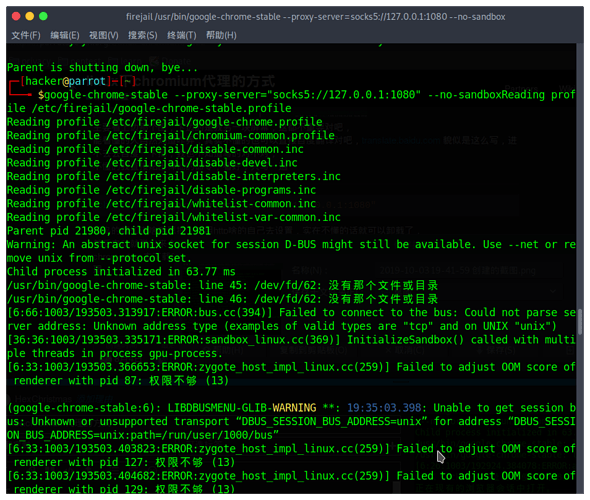 firejail /usr/bin/google-chrome-stable --proxy-server=socks5://127.0.0.1:1080 --no-sandbox
文件(F) 编辑(E) 视图(V) 搜索(S) 终端(T) 帮助(H)
Parent is shutting down, bye...
┌─[hacker@parrot]─[~]
└──╼ $google-chrome-stable --proxy-server="socks5://127.0.0.1:1080" --no-sandboxReading prof
ile /etc/firejail/google-chrome-stable.profile
Reading profile /etc/firejail/google-chrome.profile
Reading profile /etc/firejail/chromium-common.profile
Reading profile /etc/firejail/disable-common.inc
Reading profile /etc/firejail/disable-devel.inc
Reading profile /etc/firejail/disable-interpreters.inc
Reading profile /etc/firejail/disable-programs.inc
Reading profile /etc/firejail/whitelist-common.inc
Reading profile /etc/firejail/whitelist-var-common.inc
Parent pid 21980, child pid 21981
Warning: An abstract unix socket for session D-BUS might still be available. Use --net or re
move unix from --protocol set.
Child process initialized in 63.77 ms
/usr/bin/google-chrome-stable: line 45: /dev/fd/62: 没有那个文件或目录
/usr/bin/google-chrome-stable: line 46: /dev/fd/62: 没有那个文件或目录
[6:66:1003/193503.313917:ERROR:bus.cc(394)] Failed to connect to the bus: Could not parse se
rver address: Unknown address type (examples of valid types are "tcp" and on UNIX "unix")
[36:36:1003/193503.335171:ERROR:sandbox_linux.cc(369)] InitializeSandbox() called with multi
ple threads in process gpu-process.
[6:33:1003/193503.366653:ERROR:zygote_host_impl_linux.cc(259)] Failed to adjust OOM score of
 renderer with pid 87: 权限不够 (13)
(google-chrome-stable:6): LIBDBUSMENU-GLIB-WARNING **: 19:35:03.398: Unable to get session b
us: Unknown or unsupported transport “DBUS_SESSION_BUS_ADDRESS=unix” for address “DBUS_SESSI
ON_BUS_ADDRESS=unix:path=/run/user/1000/bus”
[6:33:1003/193503.403823:ERROR:zygote_host_impl_linux.cc(259)] Failed to adjust OOM score of
 renderer with pid 127: 权限不够 (13)
[6:33:1003/193503.404682:ERROR:zygote_host_impl_linux.cc(259)] Failed to adjust OOM score of
 renderer with pid 129: 权限不够 (13)